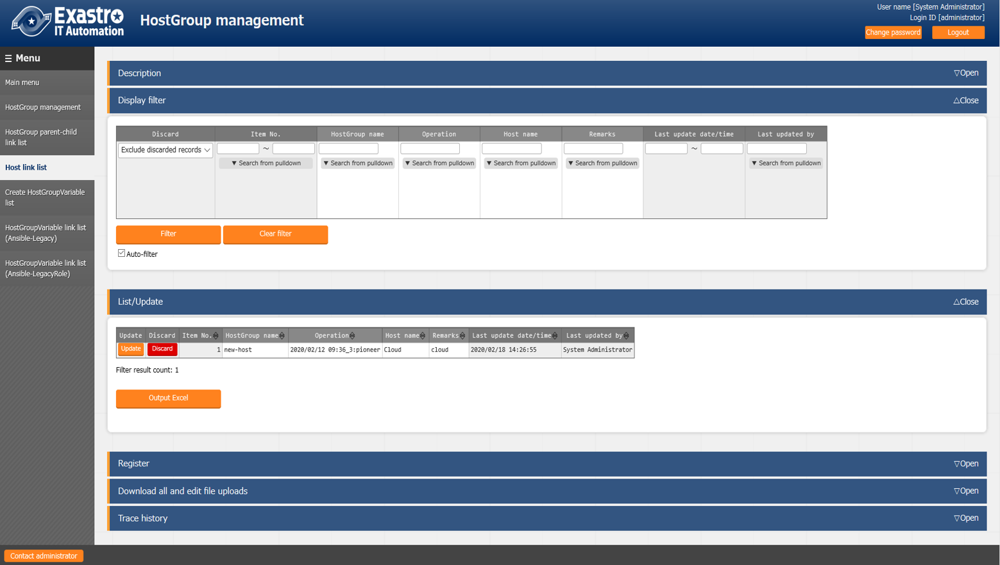 Exastro
IT Automation
HostGroup management
User name [System Administrator]
Login ID [administrator]
Change password
Logout
☰ Menu
Main menu
HostGroup management
HostGroup parent-child
link list
Host link list
Create HostGroupVariable
list
HostGroupVariable link list
(Ansible-Legacy)
HostGroupVariable link list
(Ansible-LegacyRole)
Description ▽Open
Display filter △Close
Discard Item No. HostGroup name Operation Host name Remarks Last update date/time Last updated by
Exclude discarded records ～ ～
▼ Search from pulldown ▼ Search from pulldown ▼ Search from pulldown ▼ Search from pulldown ▼ Search from pulldown ▼ Search from pulldown
Filter Clear filter
Auto-filter
List/Update △Close
Update Discard Item No. HostGroup name Operation Host name Remarks Last update date/time Last updated by
Update Discard 1 new-host 2020/02/12 09:36_3:pioneer Cloud cloud 2020/02/18 14:26:55 System Administrator
Filter result count: 1
Output Excel
Register ▽Open
Download all and edit file uploads ▽Open
Trace history ▽Open
Contact administrator